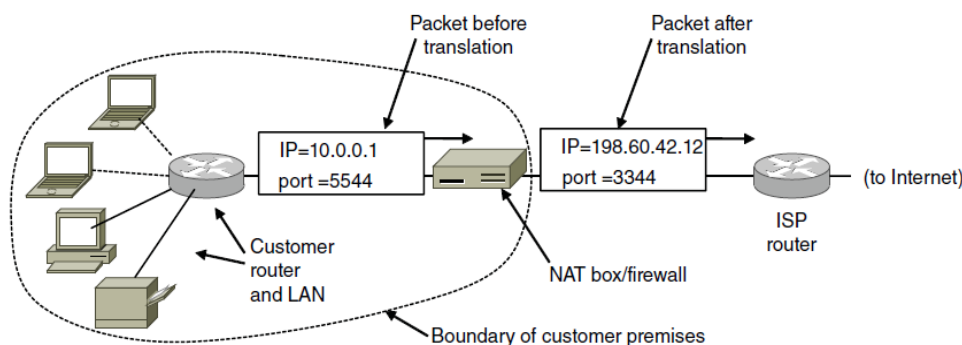 Packet before
translation
Packet after
translation
IP=10.0.0.1
port =5544
IP=198.60.42.12
port =3344
(to Internet)
ISP
router
Customer
router
and LAN
NAT box/firewall
Boundary of customer premises